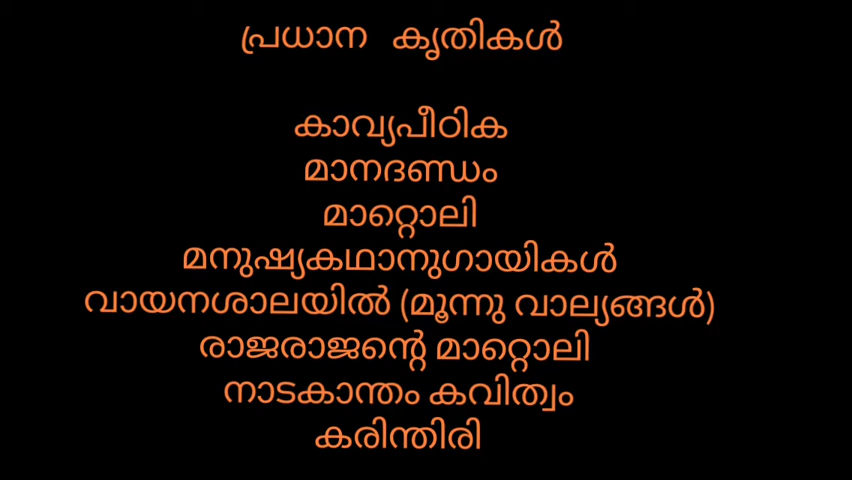 പ്രധാന കൃതികൾ
കാവ്യപീഠിക
മാനദണ്ഡം
മാറ്റൊലി
മനുഷ്യകഥാനുഗായികൾ
വായനശാലയിൽ (മൂന്നു വാല്യങ്ങൾ)
രാജരാജന്റെ മാറ്റൊലി
നാടകാന്തം കവിത്വം
കരിന്തിരി